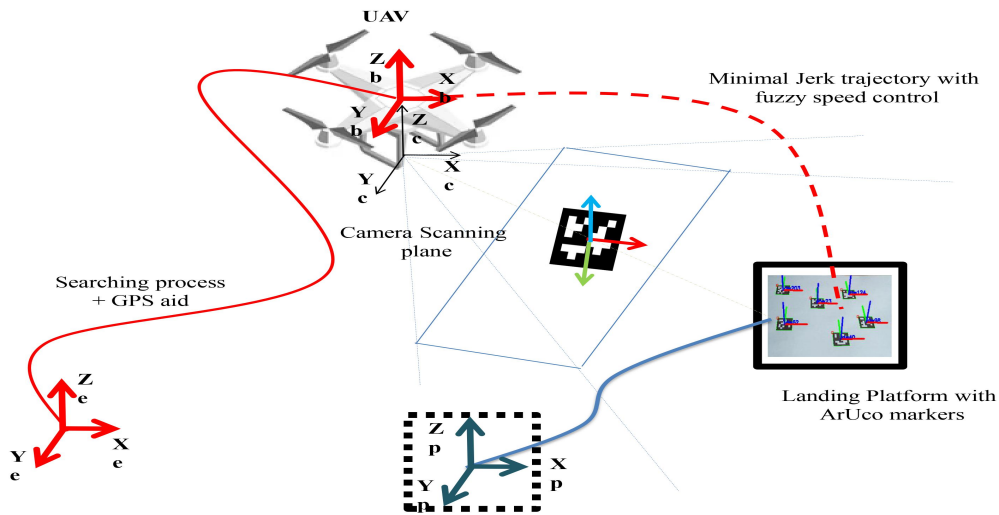 UAV
Z
b
X
b
Y
b
Z
c
X
c
Y
c
Minimal Jerk trajectory with
fuzzy speed control
Camera Scanning
plane
Searching process
+ GPS aid
Z
e
X
e
Y
e
Landing Platform with
ArUco markers
Z
p
X
p
Y
p